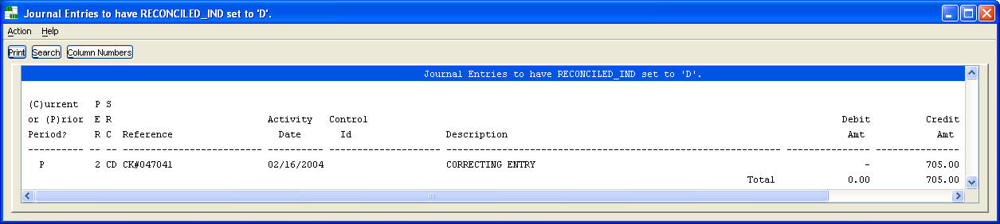 Journal Entries to have RECONCILED_IND set to 'D'.
Action Help
Print Search Column Numbers
Journal Entries to have RECONCILED_IND set to 'D'.
(C)urrent P S
or (P)rior E R Activity Control Debit Credit
Period? R C Reference Date Id Description Amt Amt
P 2 CD CK#047041 02/16/2004 CORRECTING ENTRY - 705.00
Total 0.00 705.00